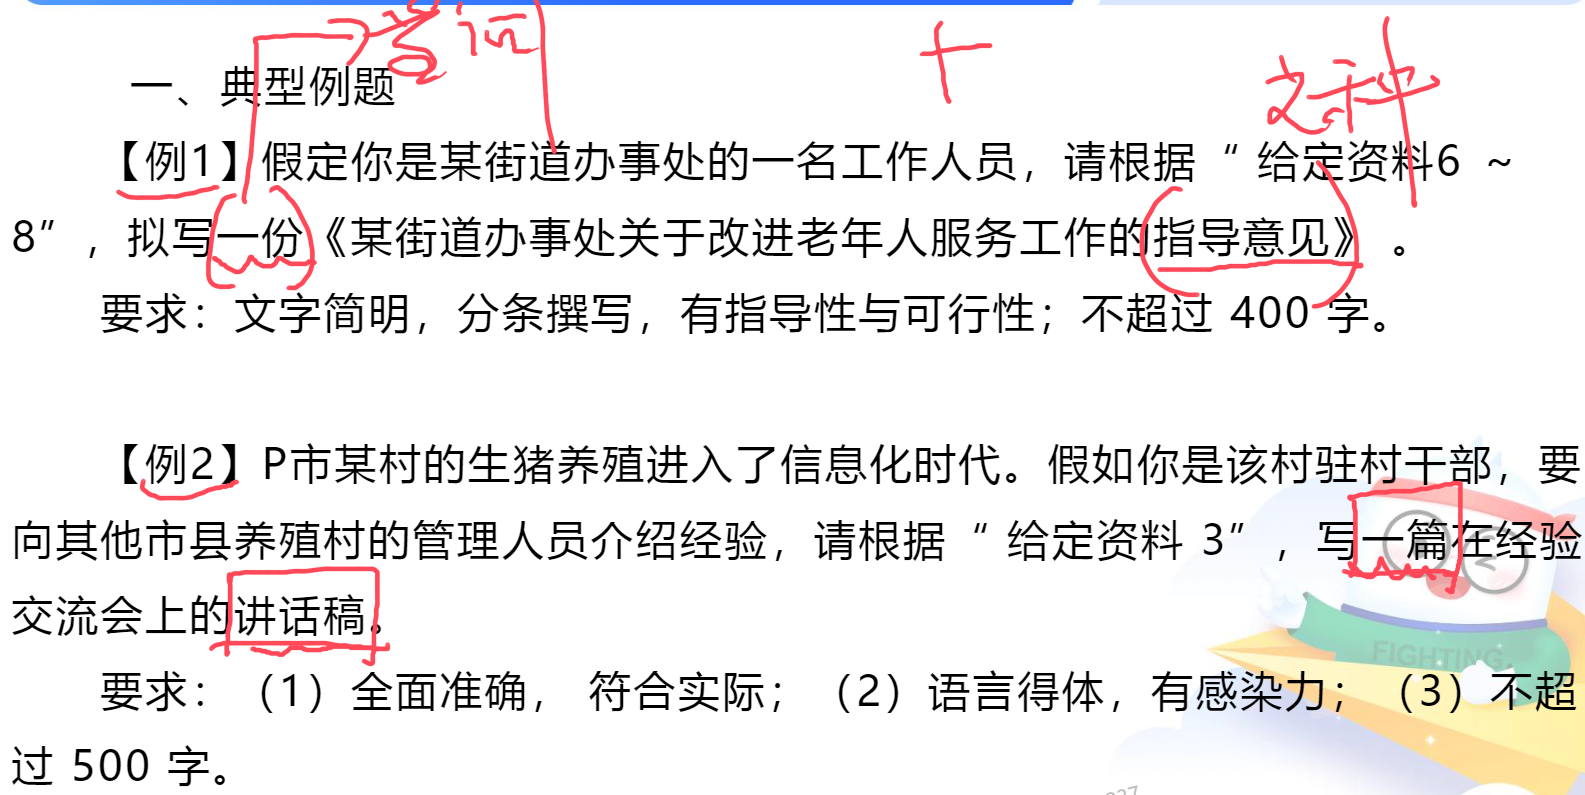 量词 + 文种
一、典型例题
【例1】假定你是某街道办事处的一名工作人员，请根据“ 给定资料6 ~
8”，拟写一份《某街道办事处关于改进老年人服务工作的指导意见》 。
要求：文字简明，分条撰写，有指导性与可行性；不超过 400 字。
【例2】P市某村的生猪养殖进入了信息化时代。假如你是该村驻村干部，要
向其他市县养殖村的管理人员介绍经验，请根据“ 给定资料 3”，写一篇在经验
交流会上的讲话稿。
要求：（1）全面准确， 符合实际；（2）语言得体，有感染力；（3）不超
过 500 字。
FIGHTING.